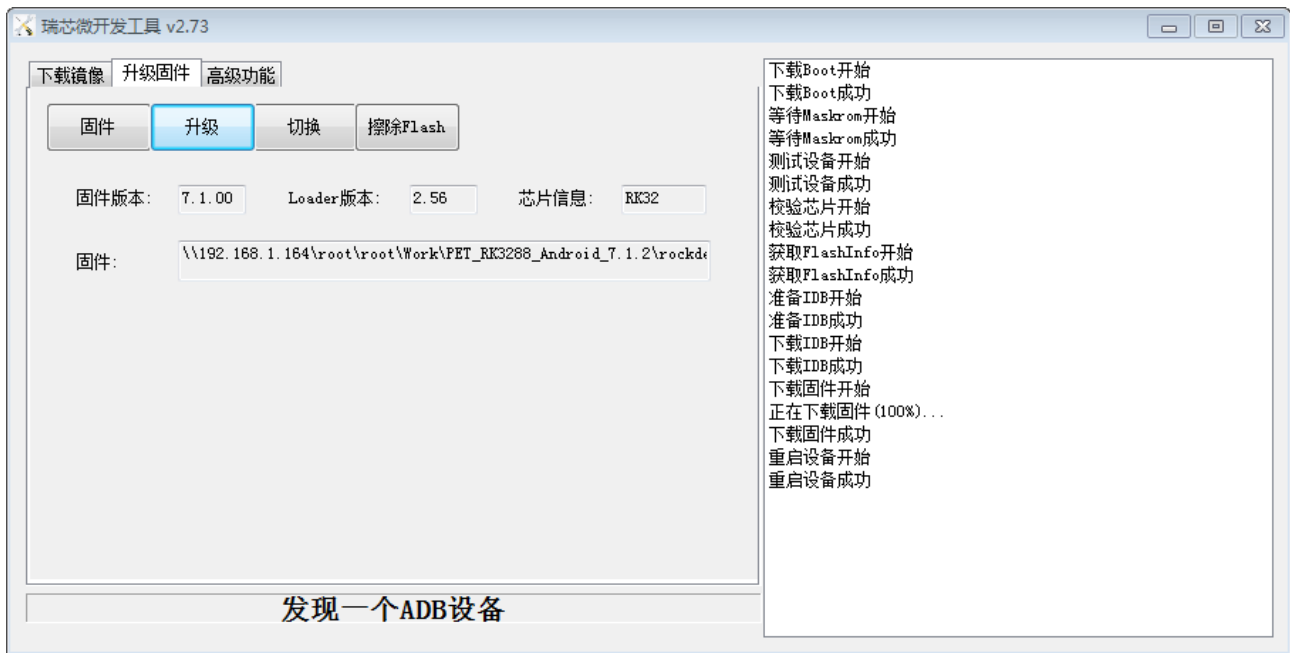 瑞芯微开发工具 v2.73
下载镜像 升级固件 高级功能
固件 升级 切换 擦除Flash
固件版本: 7.1.00 Loader版本: 2.56 芯片信息: RK32
固件: \\192.168.1.164\root\root\Work\PET_RK3288_Android_7.1.2\rockde
发现一个ADB设备
下载Boot开始
下载Boot成功
等待Maskrom开始
等待Maskrom成功
测试设备开始
测试设备成功
校验芯片开始
校验芯片成功
获取FlashInfo开始
获取FlashInfo成功
准备IDB开始
准备IDB成功
下载IDB开始
下载IDB成功
下载固件开始
正在下载固件(100%)...
下载固件成功
重启设备开始
重启设备成功